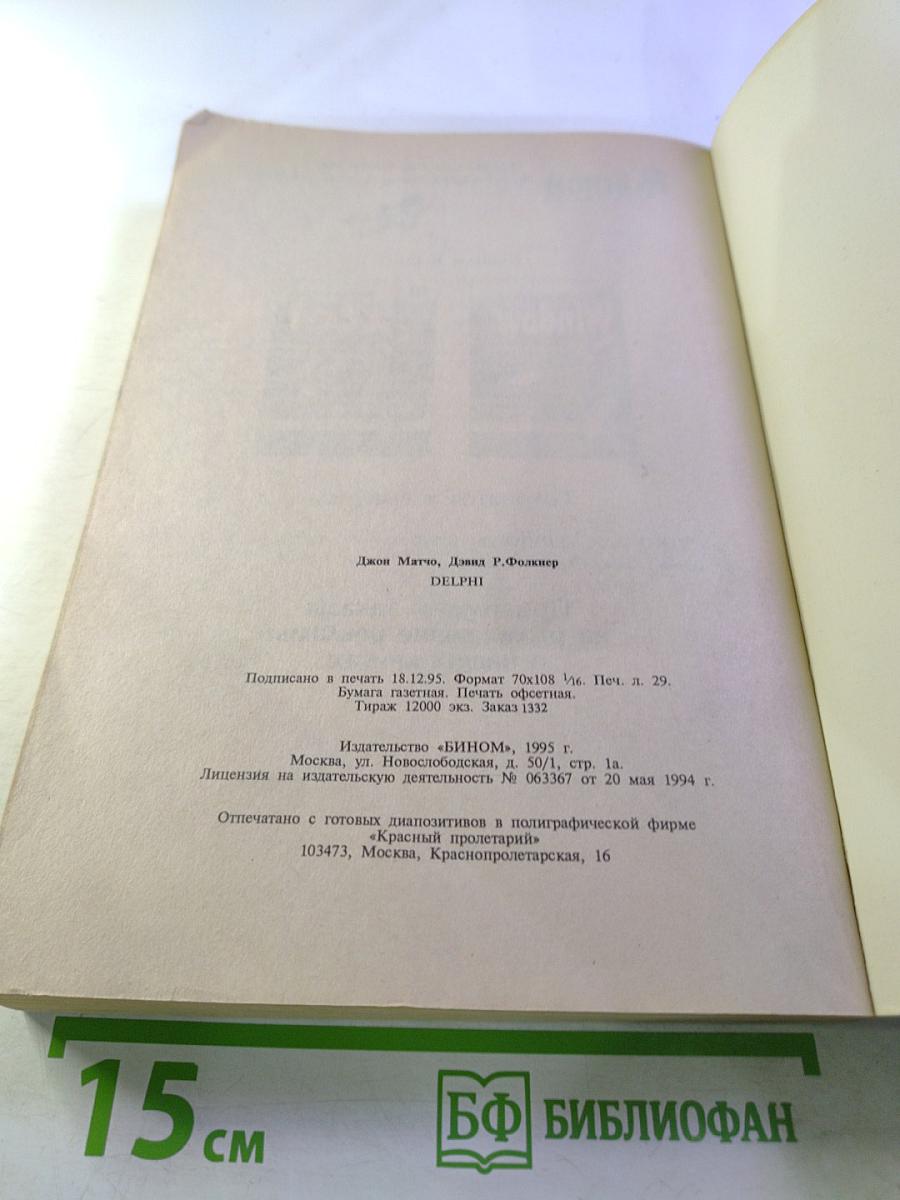 Джон Матчо, Дэвид Р.Фолкнер
DELPHI
Подписано в печать 18.12.95. Формат 70х108 1/16. Печ. л. 29.
Бумага газетная. Печать офсетная.
Тираж 12000 экз. Заказ 1332
Издательство «БИНОМ», 1995 г.
Москва, ул. Новослободская, д. 50/1, стр. 1а.
Лицензия на издательскую деятельность № 063367 от 20 мая 1994 г.
Отпечатано с готовых диапозитивов в полиграфической фирме
«Красный пролетарий»
103473, Москва, Краснопролетарская, 16
15 см
БФ БИБЛИОФАН